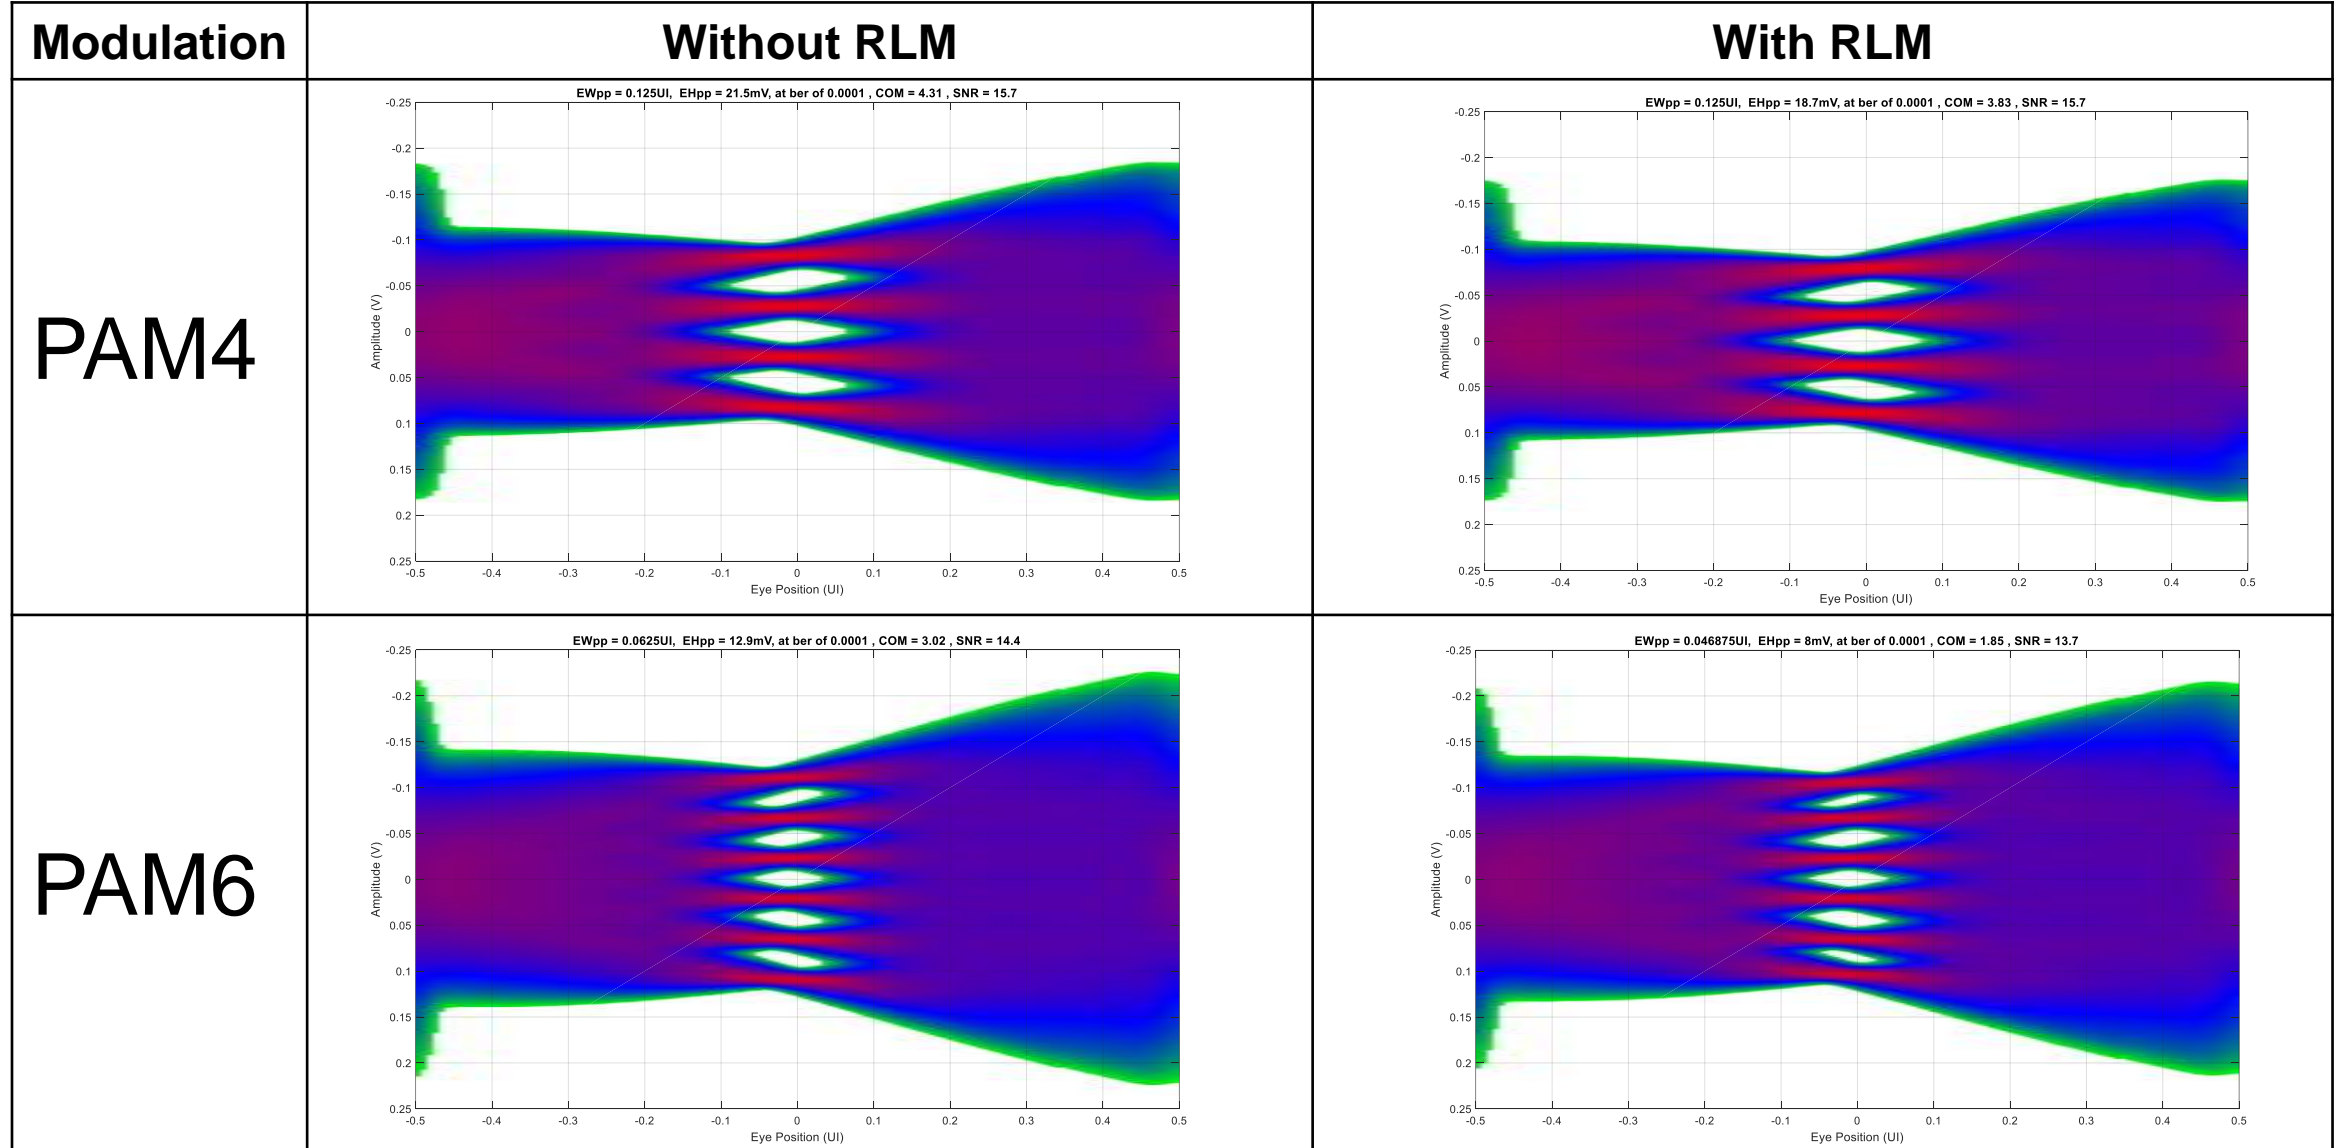 Modulation
Without RLM
With RLM
PAM4
EWpp = 0.125UI, EHpp = 21.5mV, at ber of 0.0001 , COM = 4.31 , SNR = 15.7
-0.25
-0.2
-0.15
-0.1
-0.05
0
0.05
0.1
0.15
0.2
0.25
Amplitude (V)
-0.5 -0.4 -0.3 -0.2 -0.1 0 0.1 0.2 0.3 0.4 0.5
Eye Position (UI)
EWpp = 0.125UI, EHpp = 18.7mV, at ber of 0.0001 , COM = 3.83 , SNR = 15.7
-0.25
-0.2
-0.15
-0.1
-0.05
0
0.05
0.1
0.15
0.2
0.25
Amplitude (V)
-0.5 -0.4 -0.3 -0.2 -0.1 0 0.1 0.2 0.3 0.4 0.5
Eye Position (UI)
PAM6
EWpp = 0.0625UI, EHpp = 12.9mV, at ber of 0.0001 , COM = 3.02 , SNR = 14.4
-0.25
-0.2
-0.15
-0.1
-0.05
0
0.05
0.1
0.15
0.2
0.25
Amplitude (V)
-0.5 -0.4 -0.3 -0.2 -0.1 0 0.1 0.2 0.3 0.4 0.5
Eye Position (UI)
EWpp = 0.046875UI, EHpp = 8mV, at ber of 0.0001 , COM = 1.85 , SNR = 13.7
-0.25
-0.2
-0.15
-0.1
-0.05
0
0.05
0.1
0.15
0.2
0.25
Amplitude (V)
-0.5 -0.4 -0.3 -0.2 -0.1 0 0.1 0.2 0.3 0.4 0.5
Eye Position (UI)